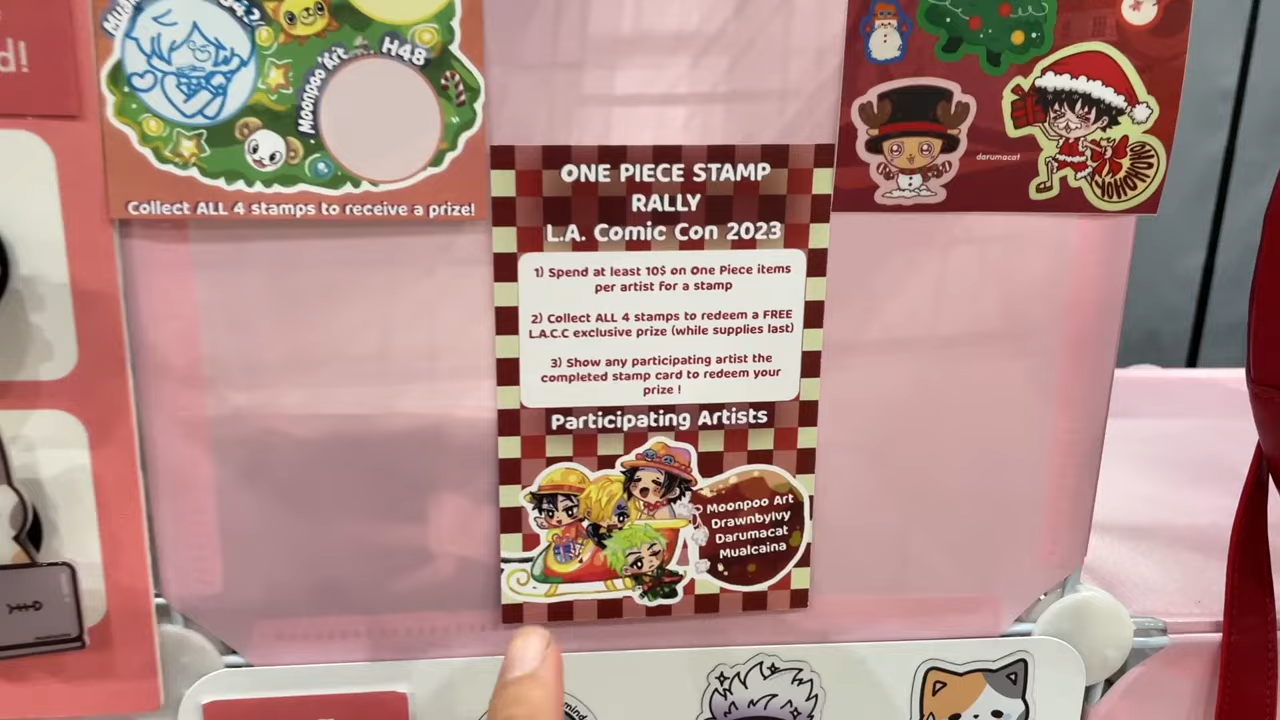 d!
Moonpoo Art
H48
Collect ALL 4 stamps to receive a prize!
darumacat
ONE PIECE STAMP
RALLY
L.A. Comic Con 2023
1) Spend at least 10$ on One Piece items
per artist for a stamp
2) Collect ALL 4 stamps to redeem a FREE
L.A.C.C exclusive prize (while supplies last)
3) Show any participating artist the
completed stamp card to redeem your
prize !
Participating Artists
Moonpoo Art
DrawnbyIvy
Darumacat
Mualcaina
mind